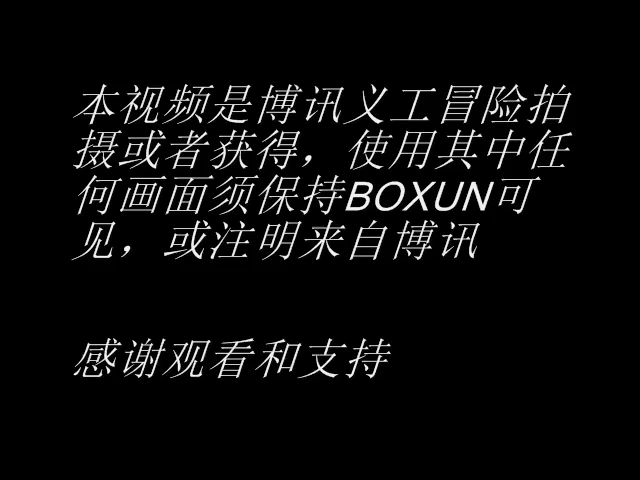 本视频是博讯义工冒险拍
摄或者获得，使用其中任
何画面须保持BOXUN可
见，或注明来自博讯
感谢观看和支持